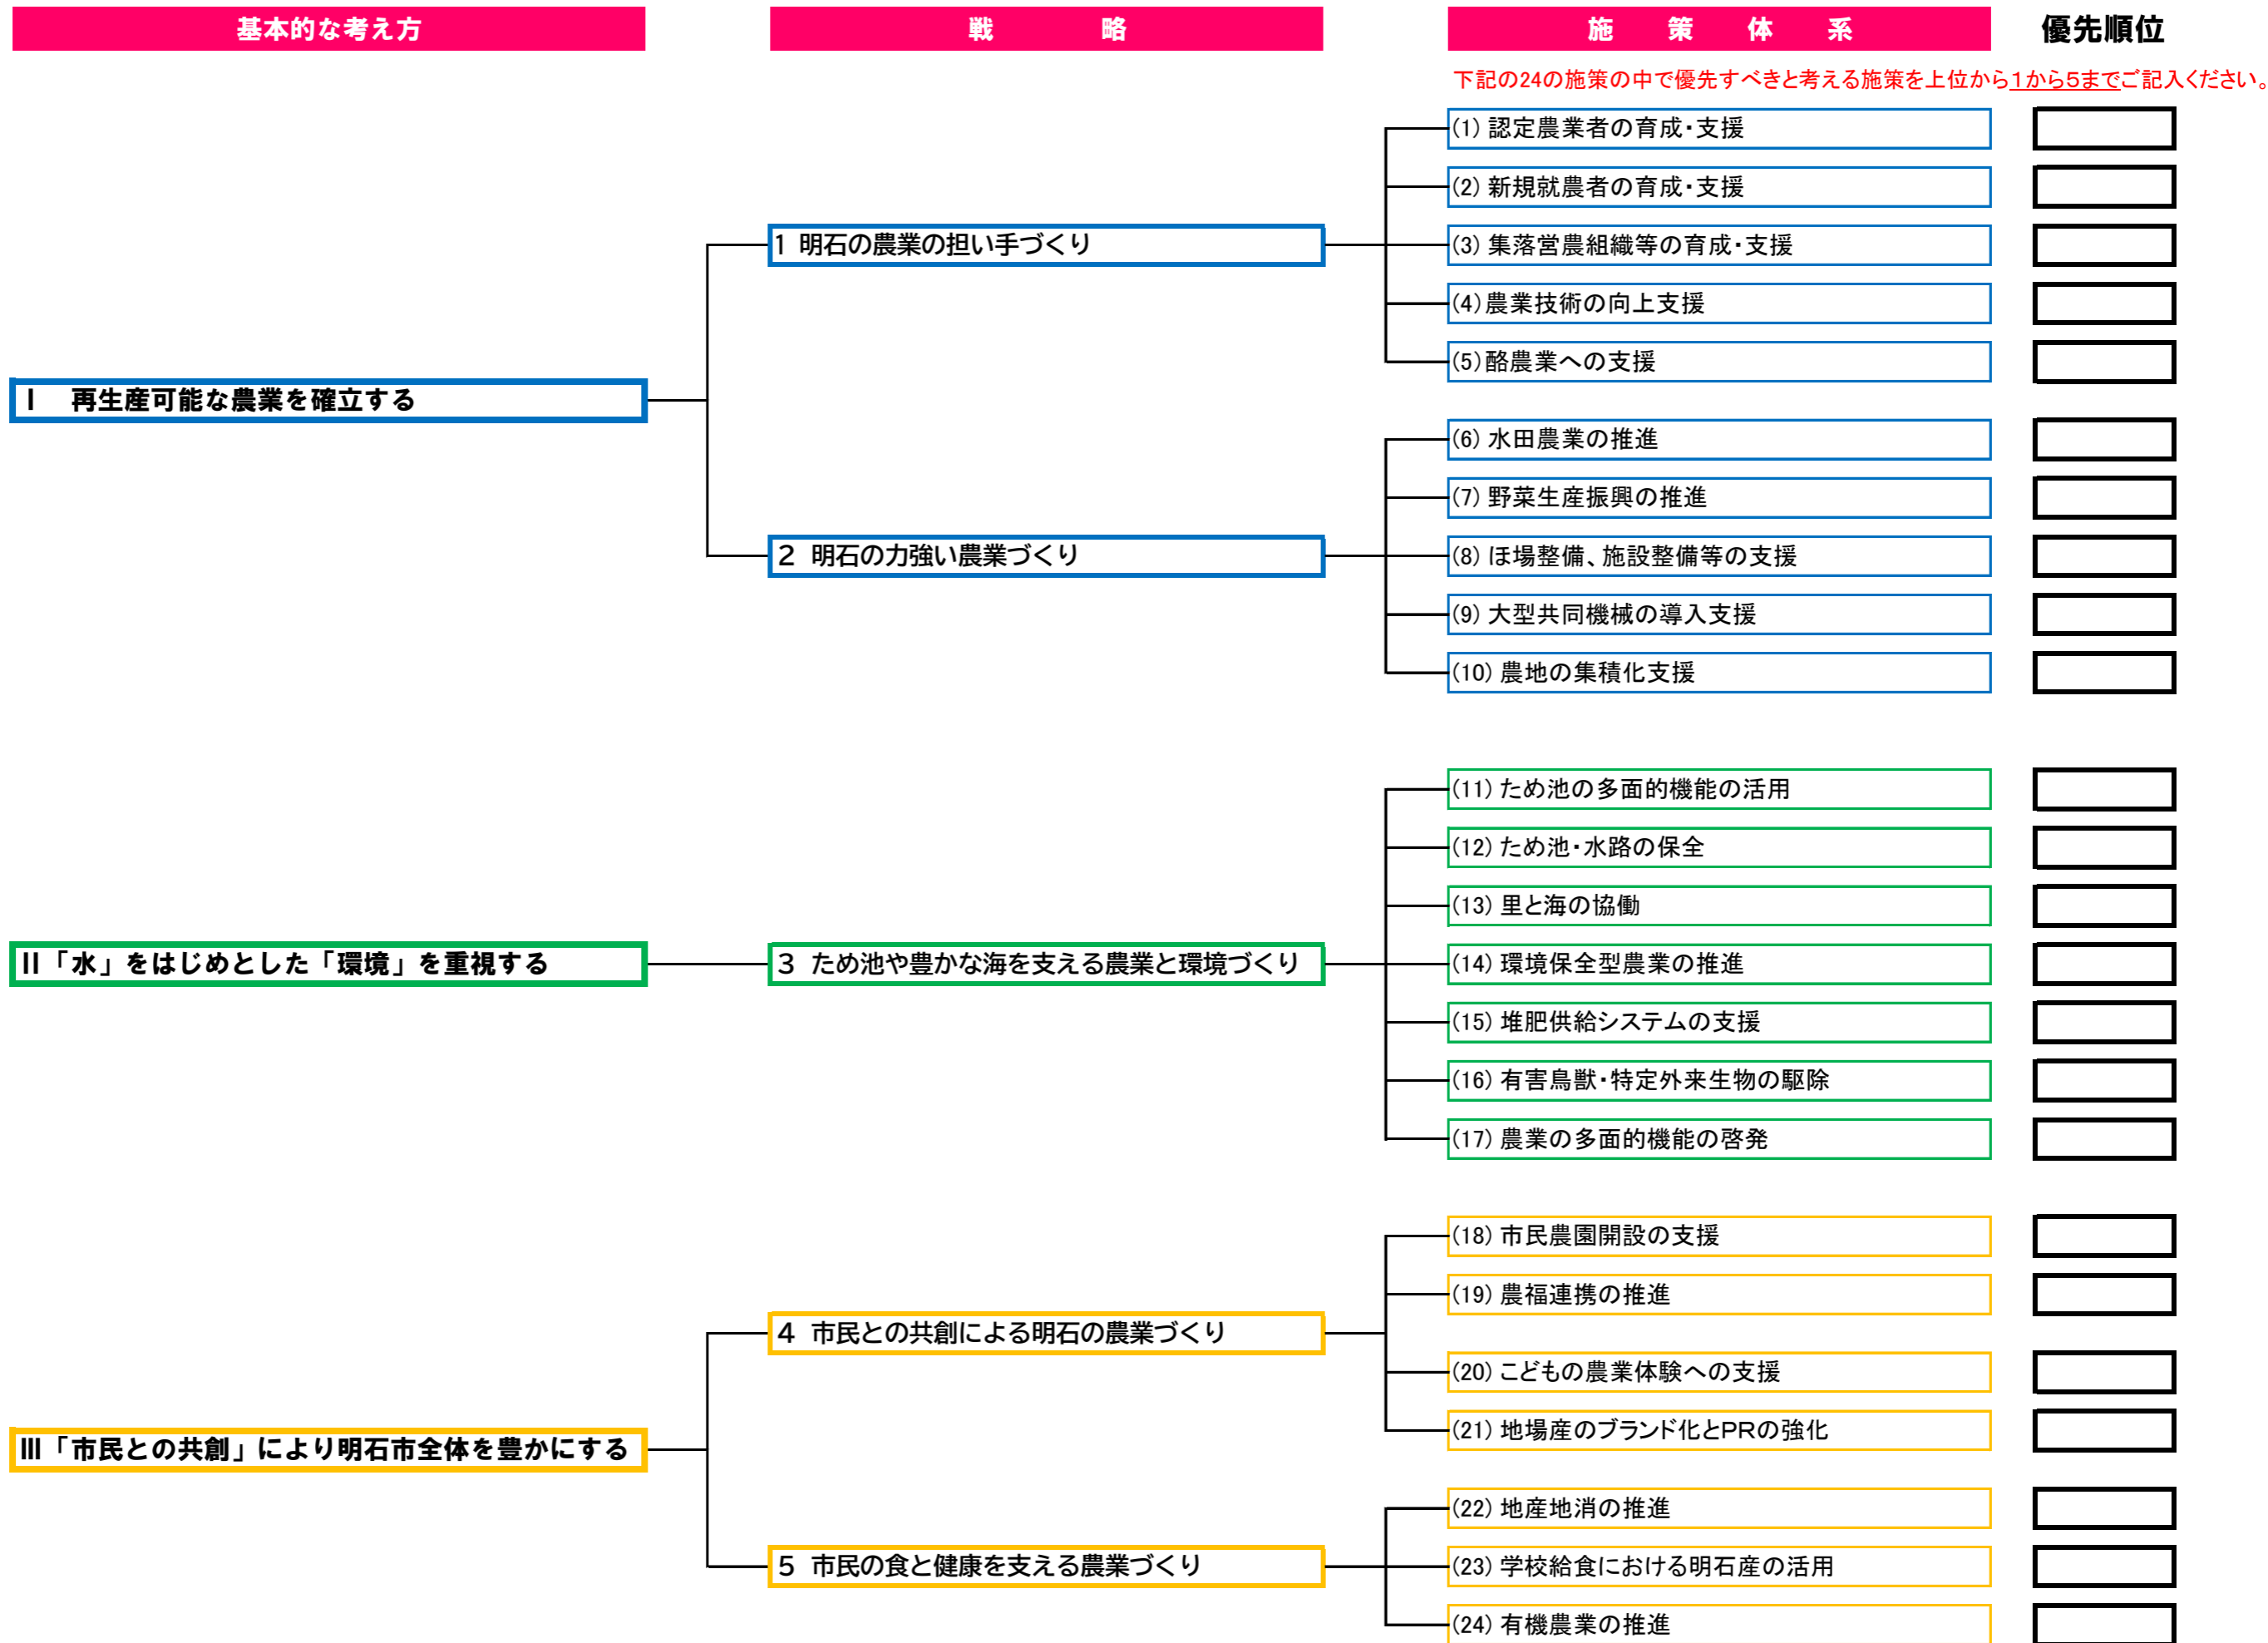 基本的な考え方
戦略
施策体系
優先順位
下記の24の施策の中で優先すべきと考える施策を上位から1から5までご記入ください。
Ⅰ 再生産可能な農業を確立する
1 明石の農業の担い手づくり
(1) 認定農業者の育成・支援
(2) 新規就農者の育成・支援
(3) 集落営農組織等の育成・支援
(4)農業技術の向上支援
(5)酪農業への支援
2 明石の力強い農業づくり
(6) 水田農業の推進
(7) 野菜生産振興の推進
(8) ほ場整備、施設整備等の支援
(9) 大型共同機械の導入支援
(10) 農地の集積化支援
Ⅱ「水」をはじめとした「環境」を重視する
3 ため池や豊かな海を支える農業と環境づくり
(11) ため池の多面的機能の活用
(12) ため池・水路の保全
(13) 里と海の協働
(14) 環境保全型農業の推進
(15) 堆肥供給システムの支援
(16) 有害鳥獣・特定外来生物の駆除
(17) 農業の多面的機能の啓発
Ⅲ「市民との共創」により明石市全体を豊かにする
4 市民との共創による明石の農業づくり
(18) 市民農園開設の支援
(19) 農福連携の推進
(20) こどもの農業体験への支援
(21) 地場産のブランド化とPRの強化
5 市民の食と健康を支える農業づくり
(22) 地産地消の推進
(23) 学校給食における明石産の活用
(24) 有機農業の推進